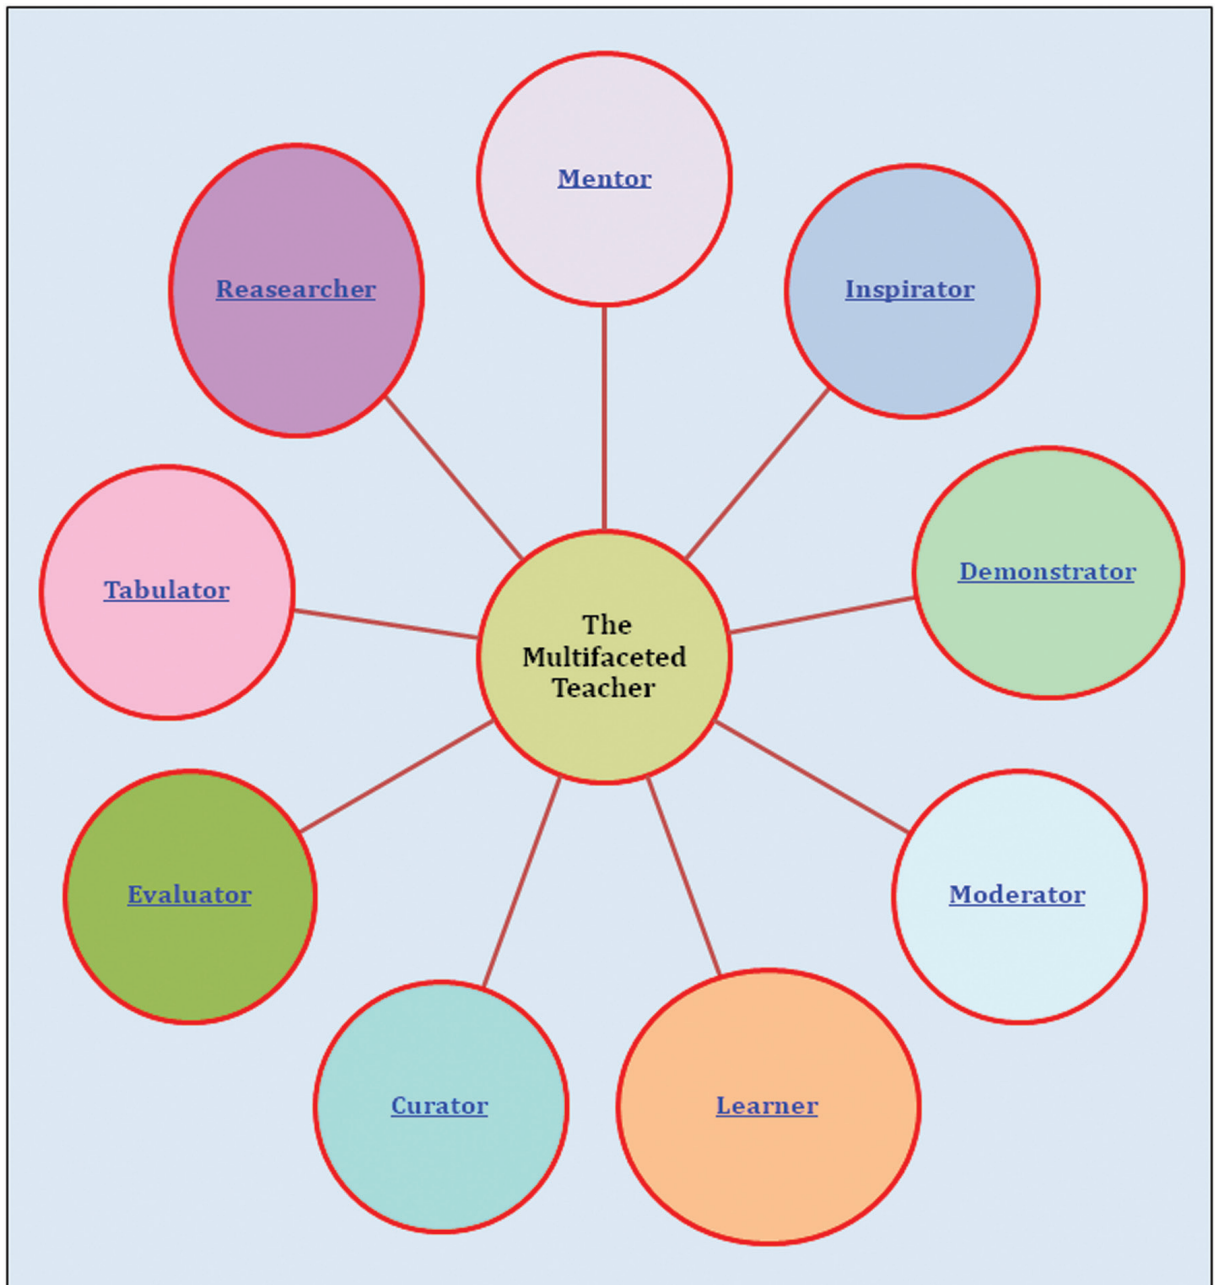 Mentor
Inspirator
Reasearcher
Demonstrator
Tabulator
The
Multifaceted
Teacher
Evaluator
Moderator
Curator
Learner